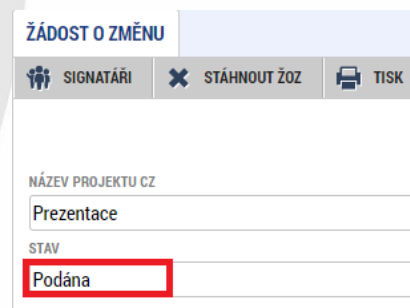 ŽÁDOST O ZMĚNU
SIGNATÁŘI STÁHNOUT ŽOZ TISK
NÁZEV PROJEKTU CZ
Prezentace
STAV
Podána